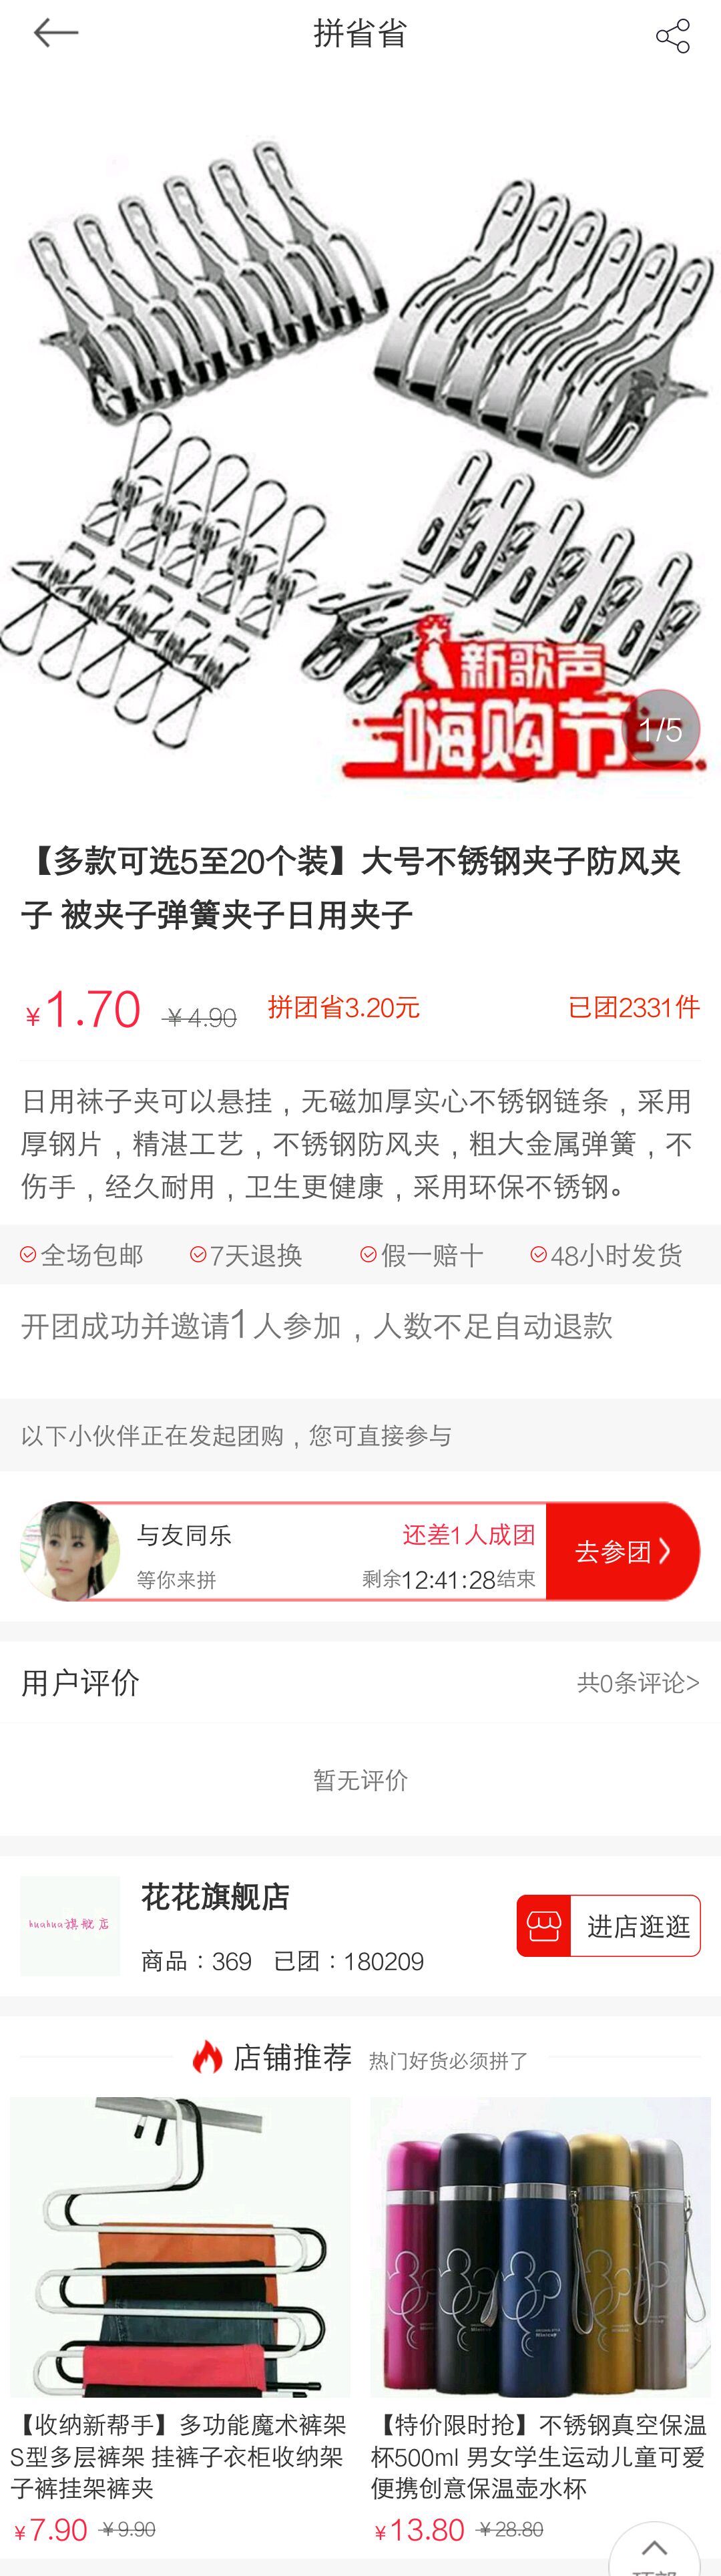 拼省省
新歌声
嗨购节
1/5
【多款可选5至20个装】大号不锈钢夹子防风夹
子 被夹子弹簧夹子日用夹子
¥1.70 ¥4.90 拼团省3.20元 已团2331件
日用袜子夹可以悬挂，无磁加厚实心不锈钢链条，采用
厚钢片，精湛工艺，不锈钢防风夹，粗大金属弹簧，不
伤手，经久耐用，卫生更健康，采用环保不锈钢。
全场包邮 7天退换 假一赔十 48小时发货
开团成功并邀请1人参加，人数不足自动退款
以下小伙伴正在发起团购，您可直接参与
与友同乐 还差1人成团
等你来拼 剩余12:41:28结束
去参团
用户评价 共0条评论>
暂无评价
huahua旗舰店
花花旗舰店
商品：369 已团：180209
进店逛逛
店铺推荐 热门好货必须拼了
【收纳新帮手】多功能魔术裤架
S型多层裤架 挂裤子衣柜收纳架
子裤挂架裤夹
¥7.90 ¥9.90
【特价限时抢】不锈钢真空保温
杯500ml 男女学生运动儿童可爱
便携创意保温壶水杯
¥13.80 ¥28.80